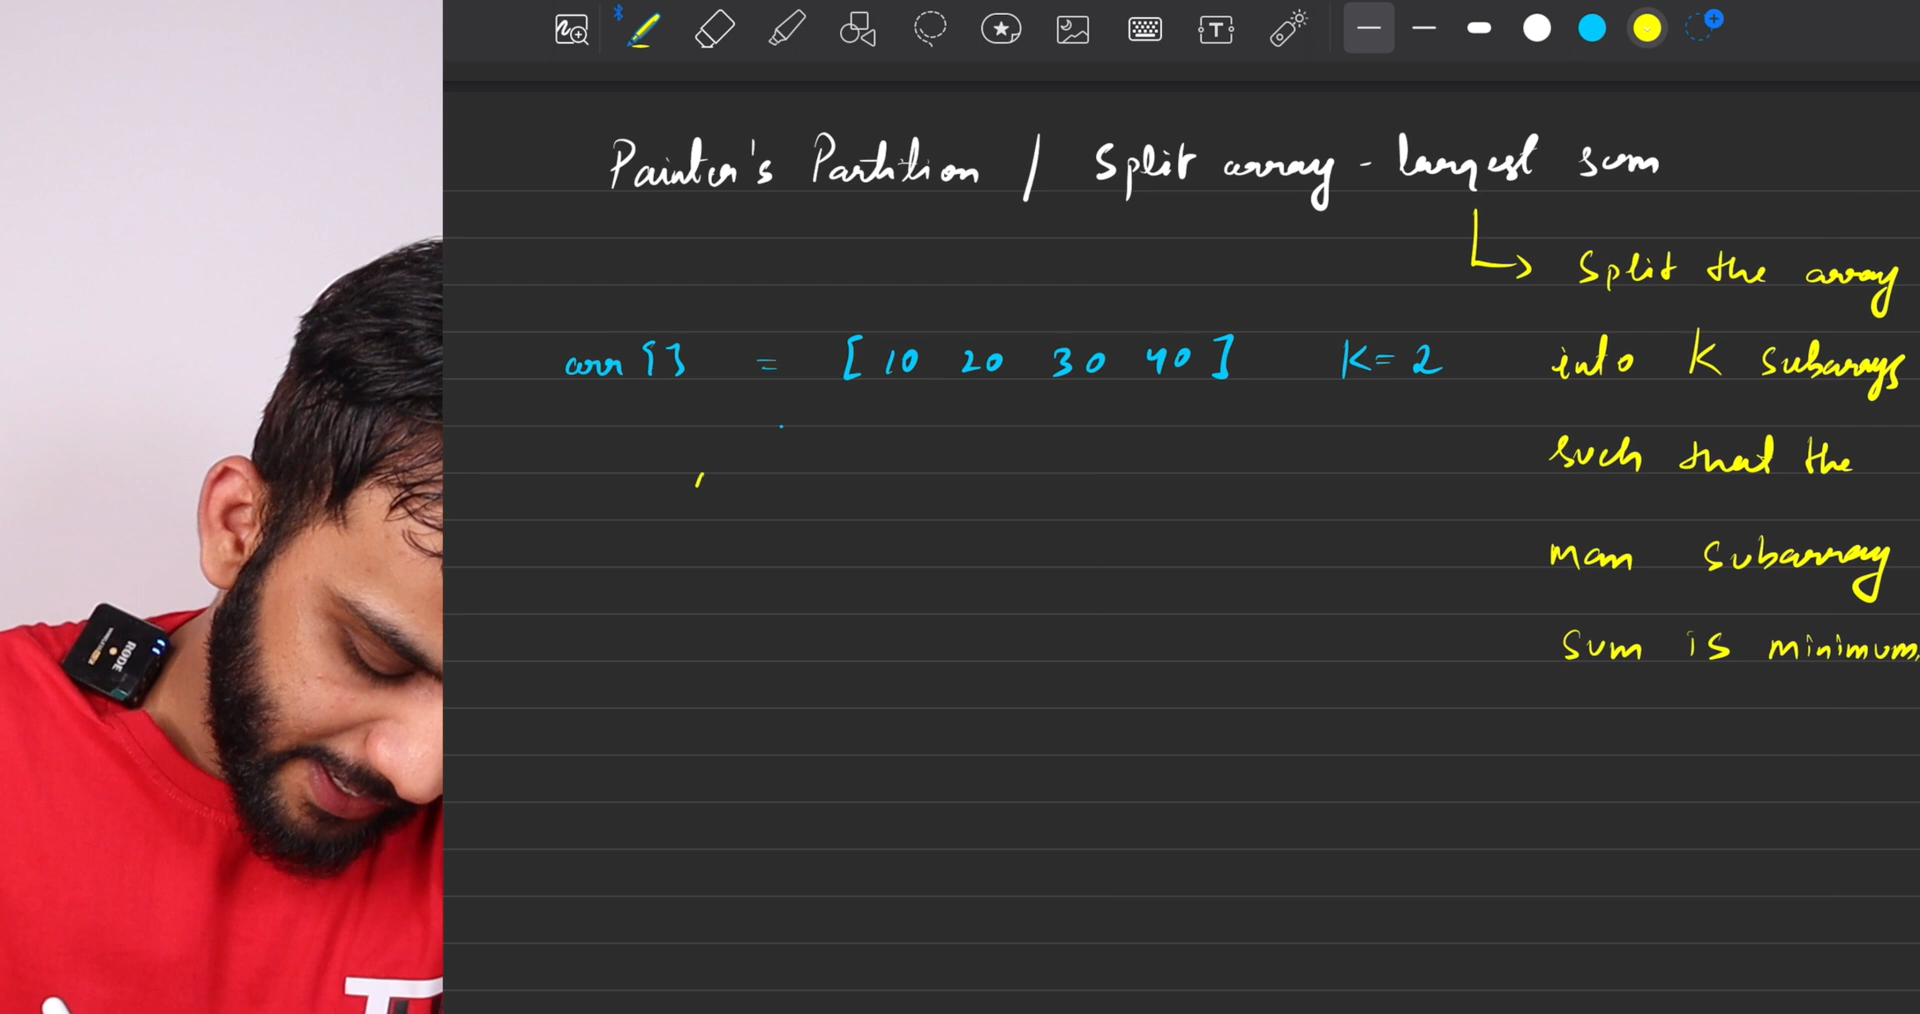 Painter's Partition / Split array - largest sum
Split the array
arr [ ] = [ 10 20 30 40 ] K = 2
into K subarrays
such that the
max subarray
sum is minimum.
RODE
T